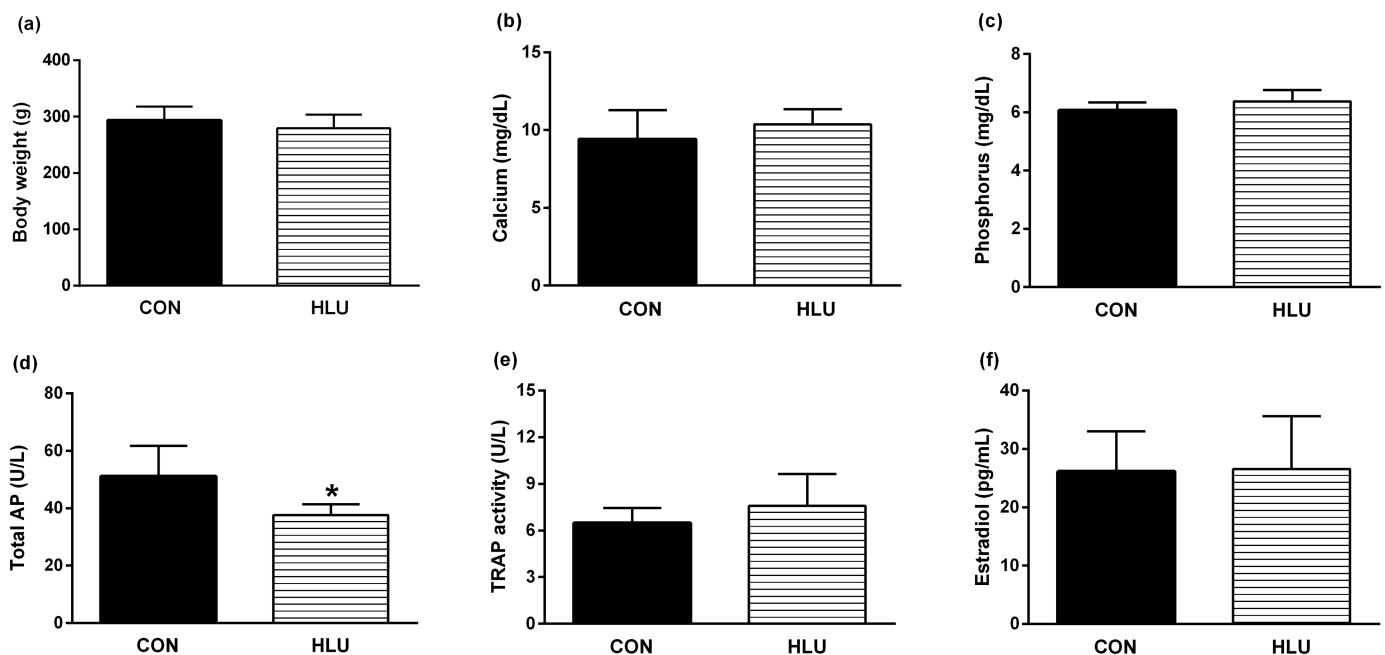 (a)
Body weight (g)
400
300
200
100
0
CON HLU
(b)
Calcium (mg/dL)
15
10
5
0
CON HLU
(c)
Phosphorus (mg/dL)
8
6
4
2
0
CON HLU
(d)
Total AP (U/L)
80
60
40
20
0
*
CON HLU
(e)
TRAP activity (U/L)
15
12
9
6
3
0
CON HLU
(f)
Estradiol (pg/mL)
40
30
20
10
0
CON HLU